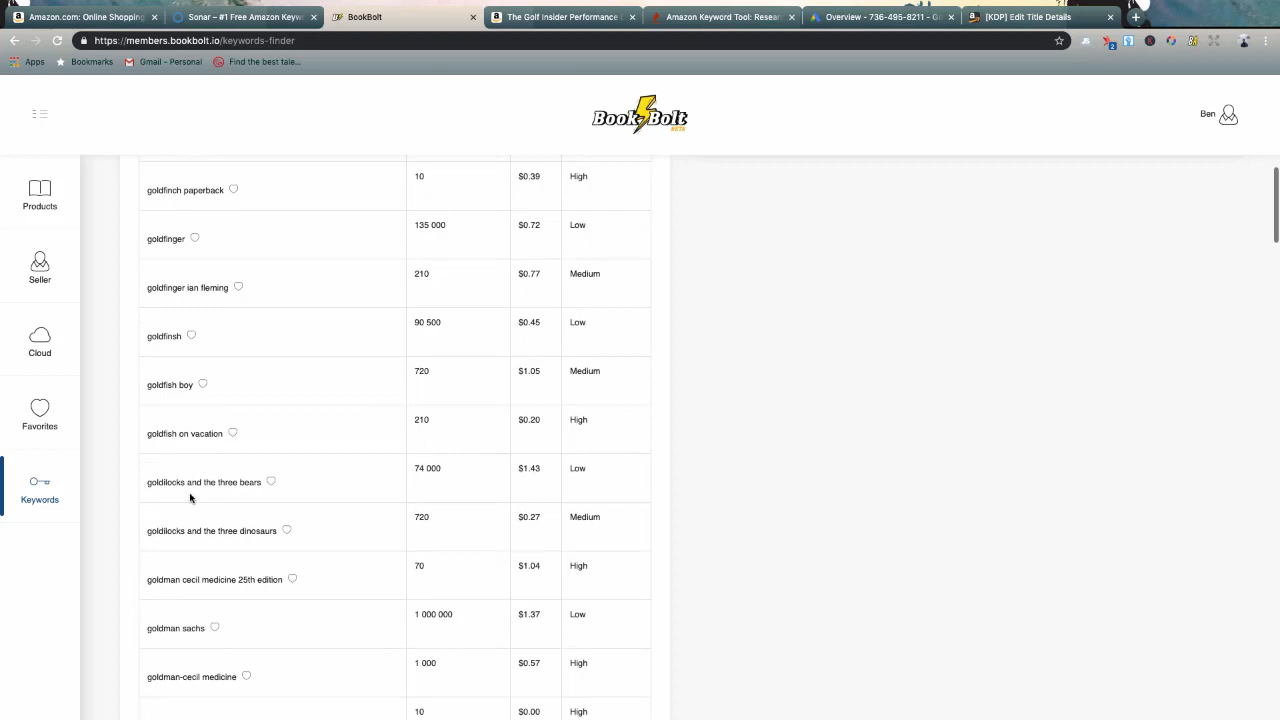 Amazon.com: Online Shopping
Sonar – #1 Free Amazon Keyw
BookBolt
The Golf Insider Performance D
Amazon Keyword Tool: Resear
Overview - 736-495-8211 - G
[KDP] Edit Title Details
https://members.bookbolt.io/keywords-finder
2
Apps
Bookmarks
Gmail - Personal
Find the best tale...
BookBolt
BETA
Ben
Products
Seller
Cloud
Favorites
Keywords
goldfinch paperback 10 $0.39 High
goldfinger 135 000 $0.72 Low
goldfinger ian fleming 210 $0.77 Medium
goldfinsh 90 500 $0.45 Low
goldfish boy 720 $1.05 Medium
goldfish on vacation 210 $0.20 High
goldilocks and the three bears 74 000 $1.43 Low
goldilocks and the three dinosaurs 720 $0.27 Medium
goldman cecil medicine 25th edition 70 $1.04 High
goldman sachs 1 000 000 $1.37 Low
goldman-cecil medicine 1 000 $0.57 High
10 $0.00 High